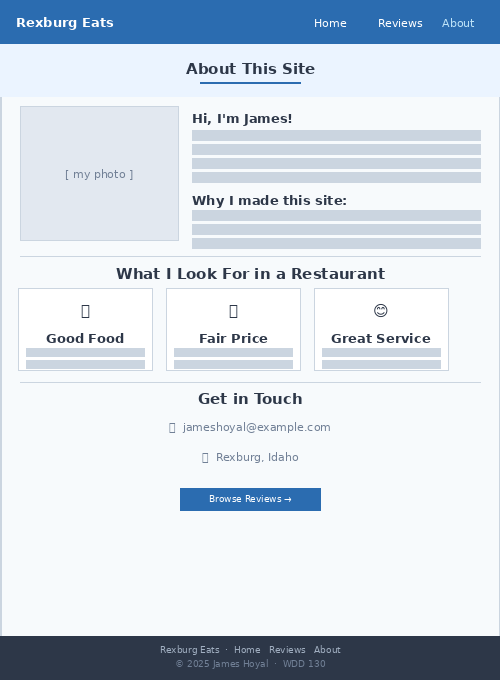 Rexburg Eats Home Reviews About
About This Site
[ my photo ]
Hi, I'm James!
Why I made this site:
What I Look For in a Restaurant
😊
Good Food Fair Price Great Service
Get in Touch
jameshoyal@example.com
Rexburg, Idaho
Browse Reviews →
Rexburg Eats · Home Reviews About
© 2025 James Hoyal · WDD 130